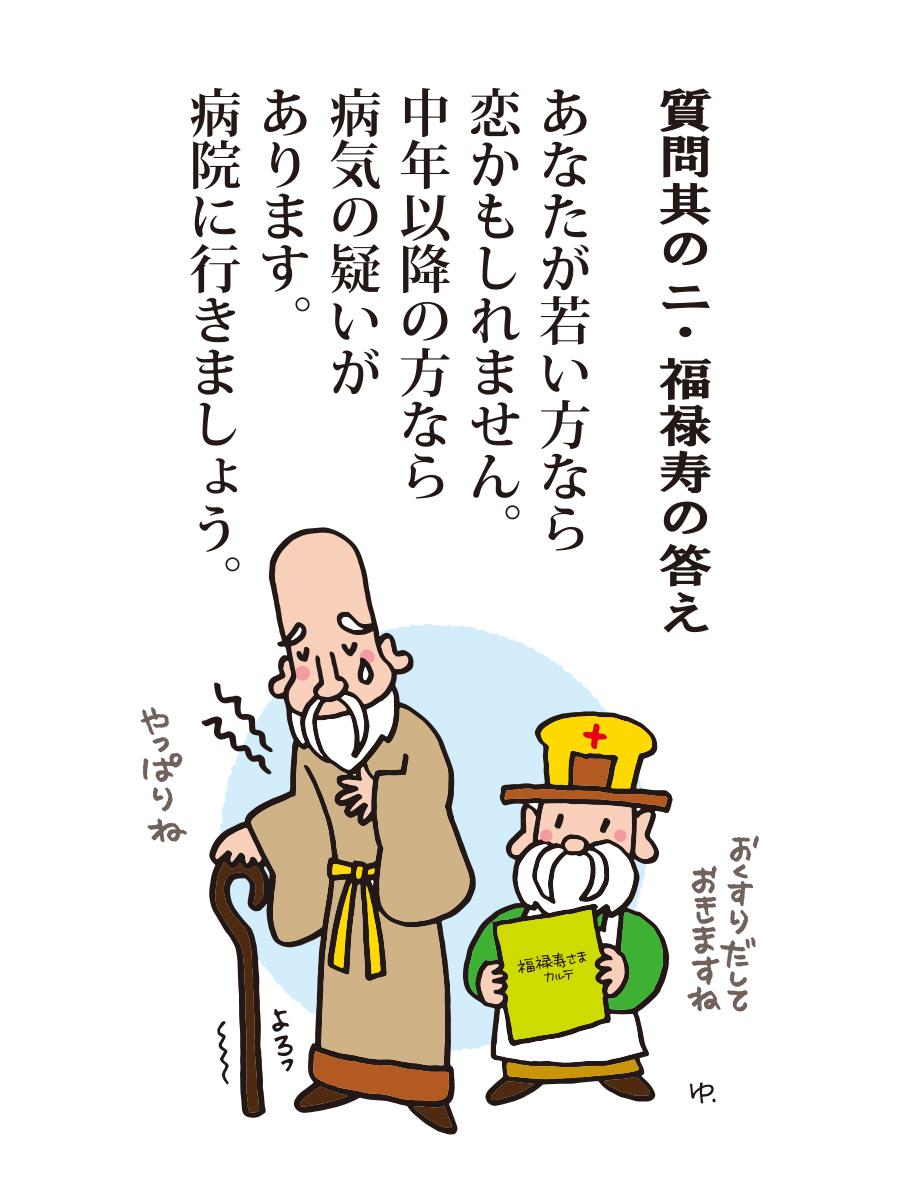 質問其の二・福禄寿の答え
あなたが若い方なら
恋かもしれません。
中年以降の方なら
病気の疑いが
あります。
病院に行きましょう。
やっぱりね
おくすりだして
おきますね
福禄寿さま
カルテ
よろっ
ゆ.